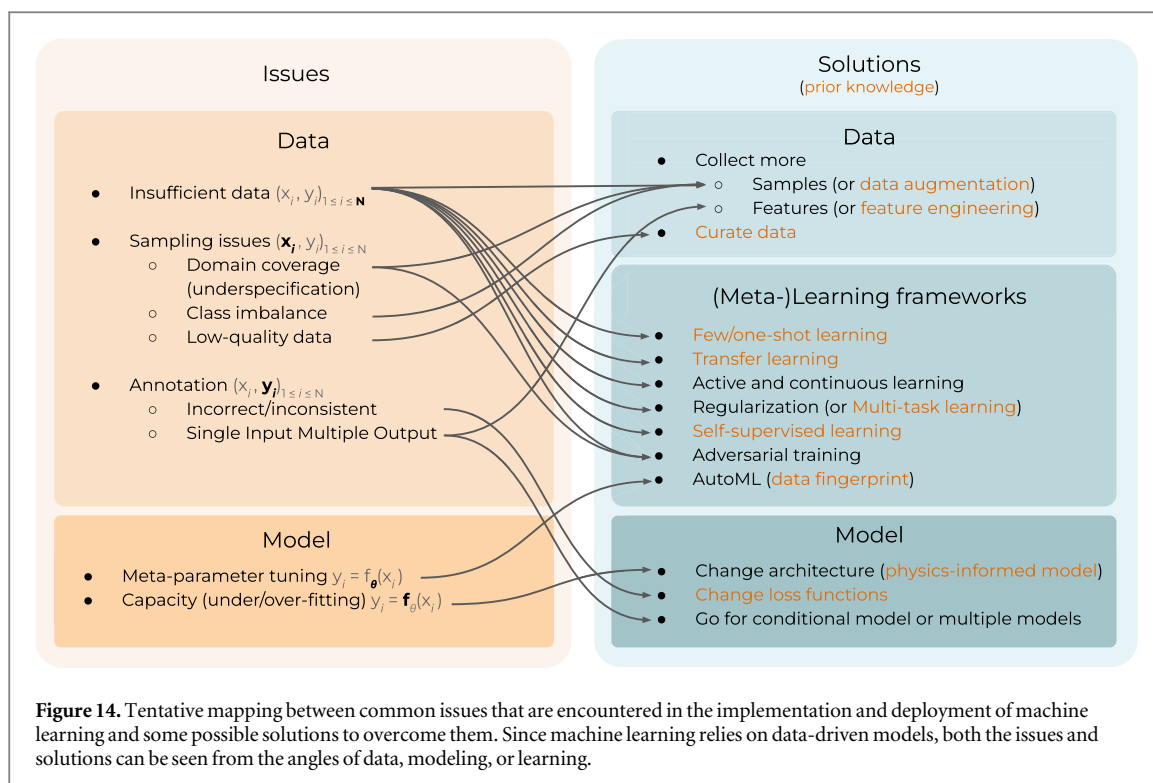 Issues
Data
● Insufficient data (xᵢ, yᵢ)₁≤ᵢ≤N
● Sampling issues (xᵢ, yᵢ)₁≤ᵢ≤N
○ Domain coverage
(underspecification)
○ Class imbalance
○ Low-quality data
● Annotation (xᵢ, yᵢ)₁≤ᵢ≤N
○ Incorrect/inconsistent
○ Single Input Multiple Output
Model
● Meta-parameter tuning yᵢ = fθ(xᵢ)
● Capacity (under/over-fitting) yᵢ = fθ(xᵢ)
Solutions
(prior knowledge)
Data
● Collect more
○ Samples (or data augmentation)
○ Features (or feature engineering)
● Curate data
(Meta-)Learning frameworks
● Few/one-shot learning
● Transfer learning
● Active and continuous learning
● Regularization (or Multi-task learning)
● Self-supervised learning
● Adversarial training
● AutoML (data fingerprint)
Model
● Change architecture (physics-informed model)
● Change loss functions
● Go for conditional model or multiple models
Figure 14. Tentative mapping between common issues that are encountered in the implementation and deployment of machine
learning and some possible solutions to overcome them. Since machine learning relies on data-driven models, both the issues and
solutions can be seen from the angles of data, modeling, or learning.